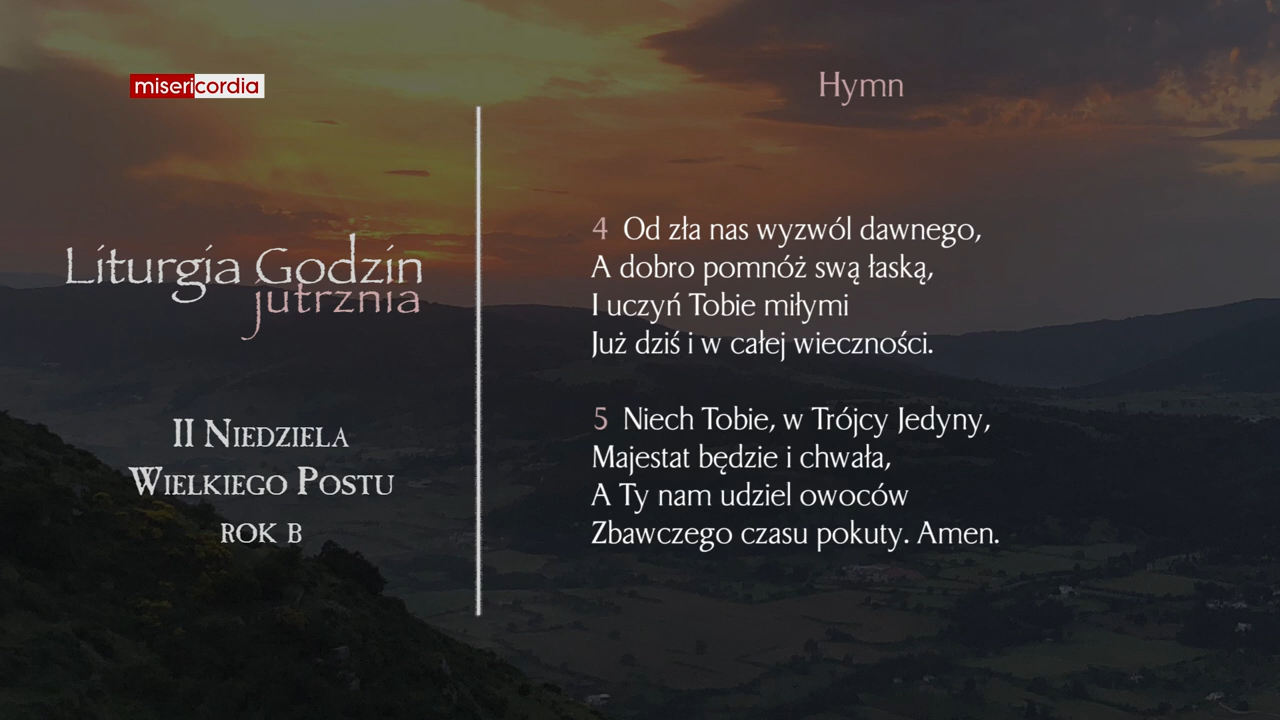 misericordia
Liturgia Godzin
jutrznia
II Niedziela
Wielkiego Postu
rok B
Hymn
4 Od zła nas wyzwól dawnego,
A dobro pomnóż swą łaską,
I uczyń Tobie miłymi
Już dziś i w całej wieczności.
5 Niech Tobie, w Trójcy Jedyny,
Majestat będzie i chwała,
A Ty nam udziel owoców
Zbawczego czasu pokuty. Amen.